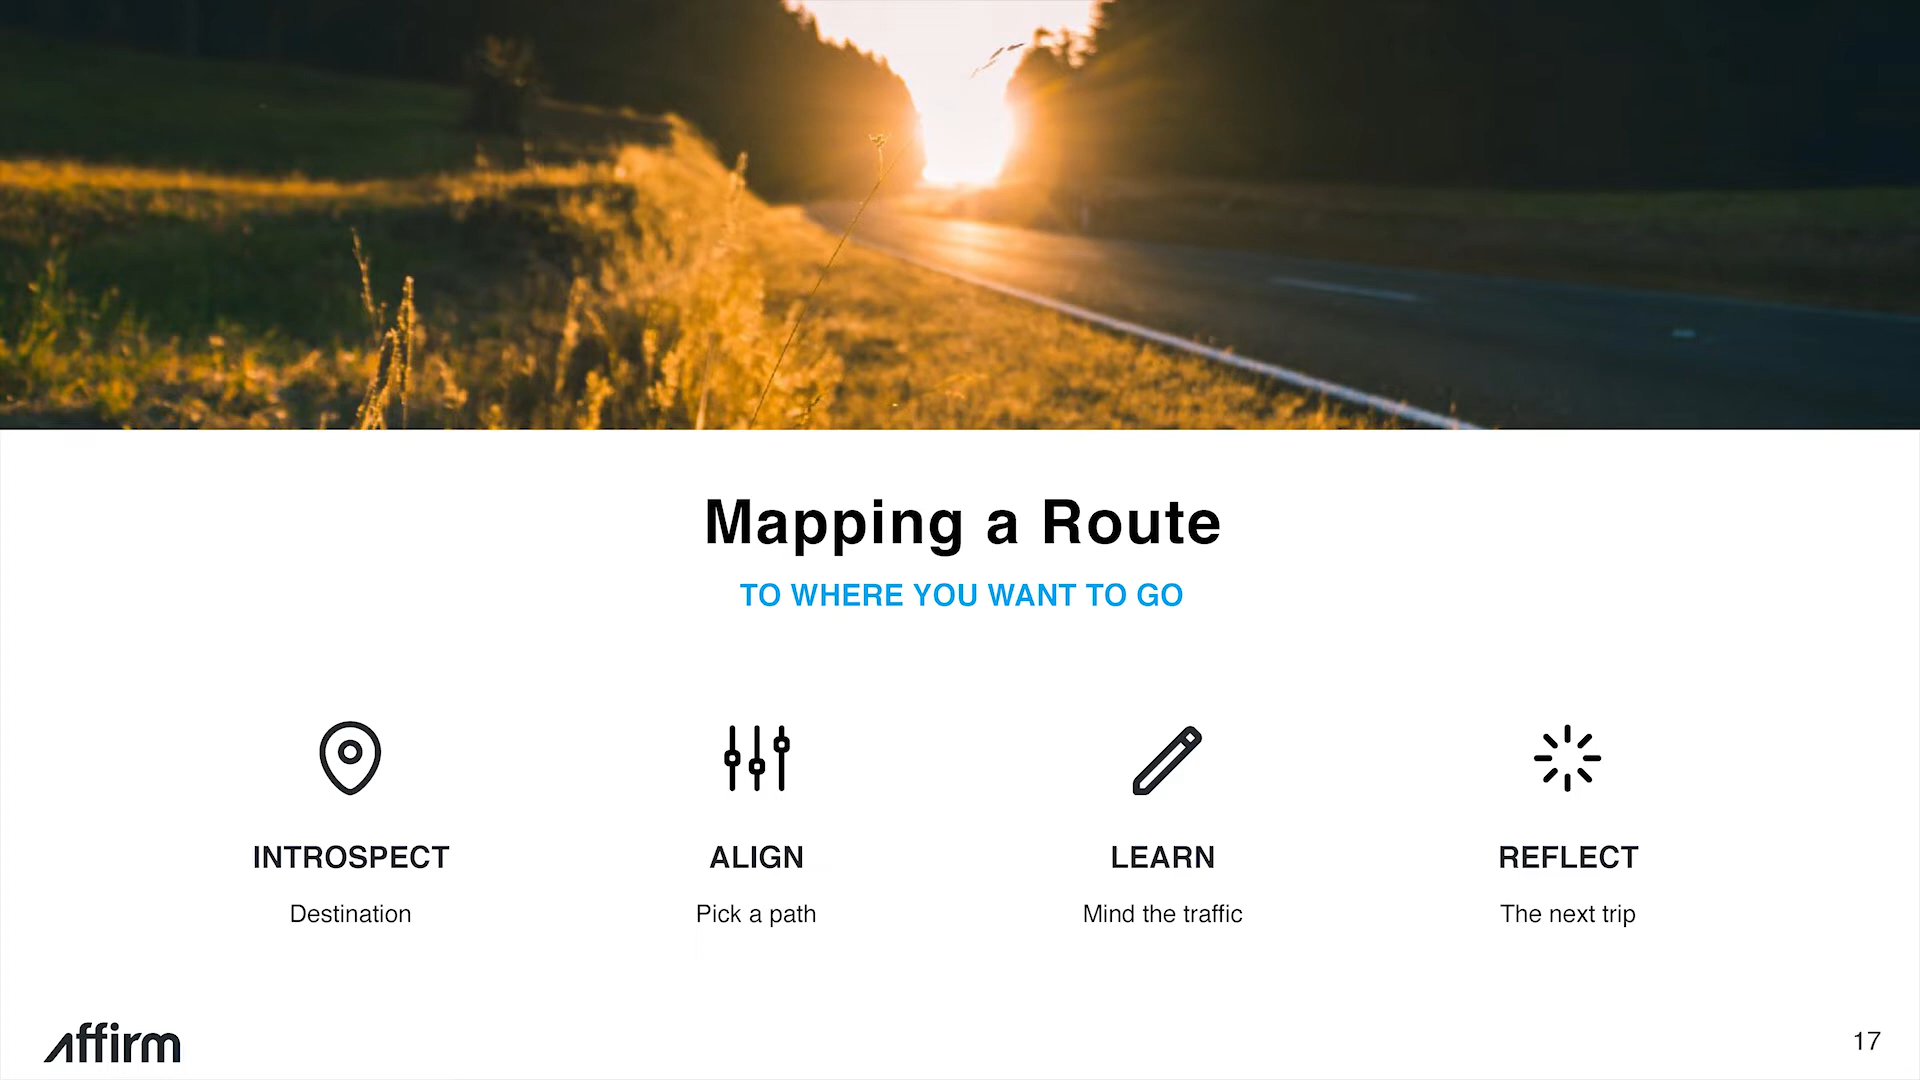 Mapping a Route
TO WHERE YOU WANT TO GO
INTROSPECT
Destination
ALIGN
Pick a path
LEARN
Mind the traffic
REFLECT
The next trip
affirm
17